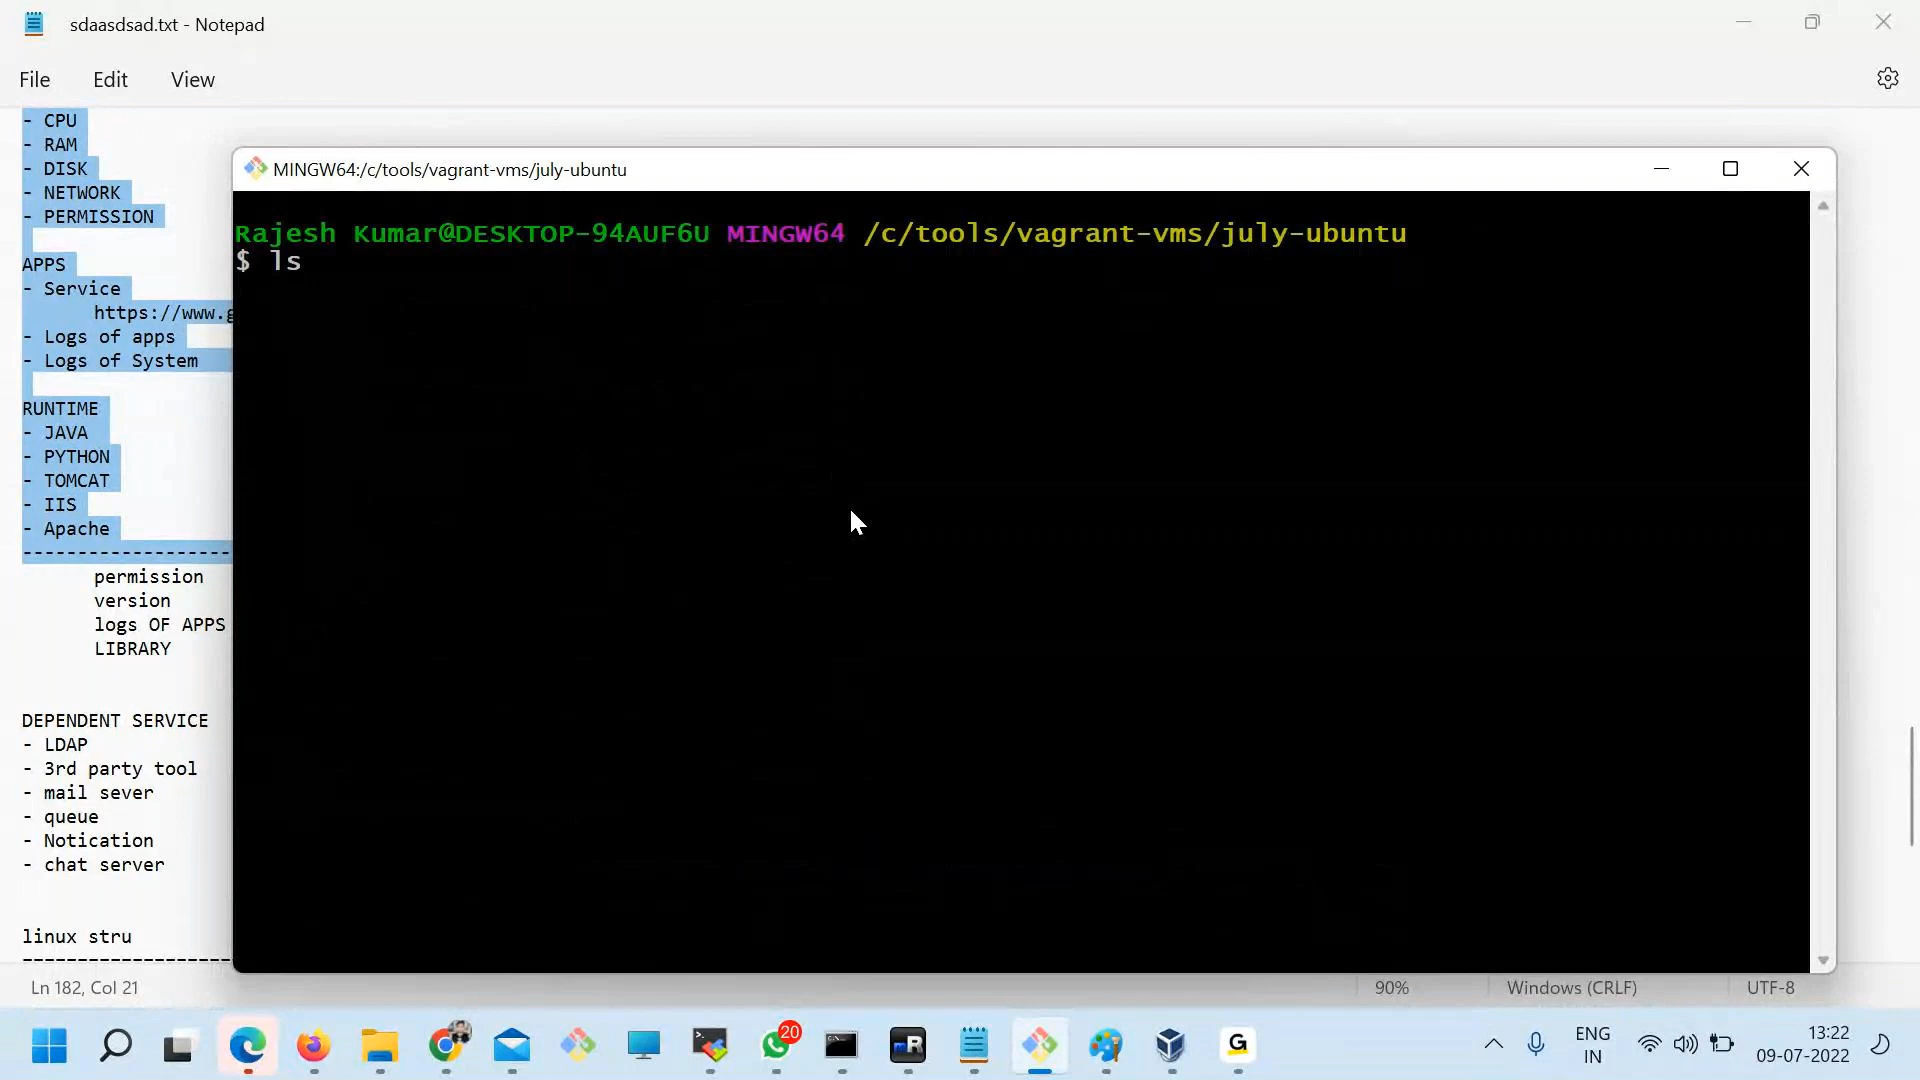 sdaasdsad.txt - Notepad
File Edit View
- CPU
- RAM
- DISK
- NETWORK
- PERMISSION
APPS
- Service
https://www.g
- Logs of apps
- Logs of System
RUNTIME
- JAVA
- PYTHON
- TOMCAT
- IIS
- Apache
--------------------
permission
version
logs OF APPS
LIBRARY
DEPENDENT SERVICE
- LDAP
- 3rd party tool
- mail sever
- queue
- Notication
- chat server
linux stru
--------------------
MINGW64:/c/tools/vagrant-vms/july-ubuntu
Rajesh Kumar@DESKTOP-94AUF6U MINGW64 /c/tools/vagrant-vms/july-ubuntu
$ ls
Ln 182, Col 21
90%
Windows (CRLF)
UTF-8
20
R
G
ENG
IN
13:22
09-07-2022